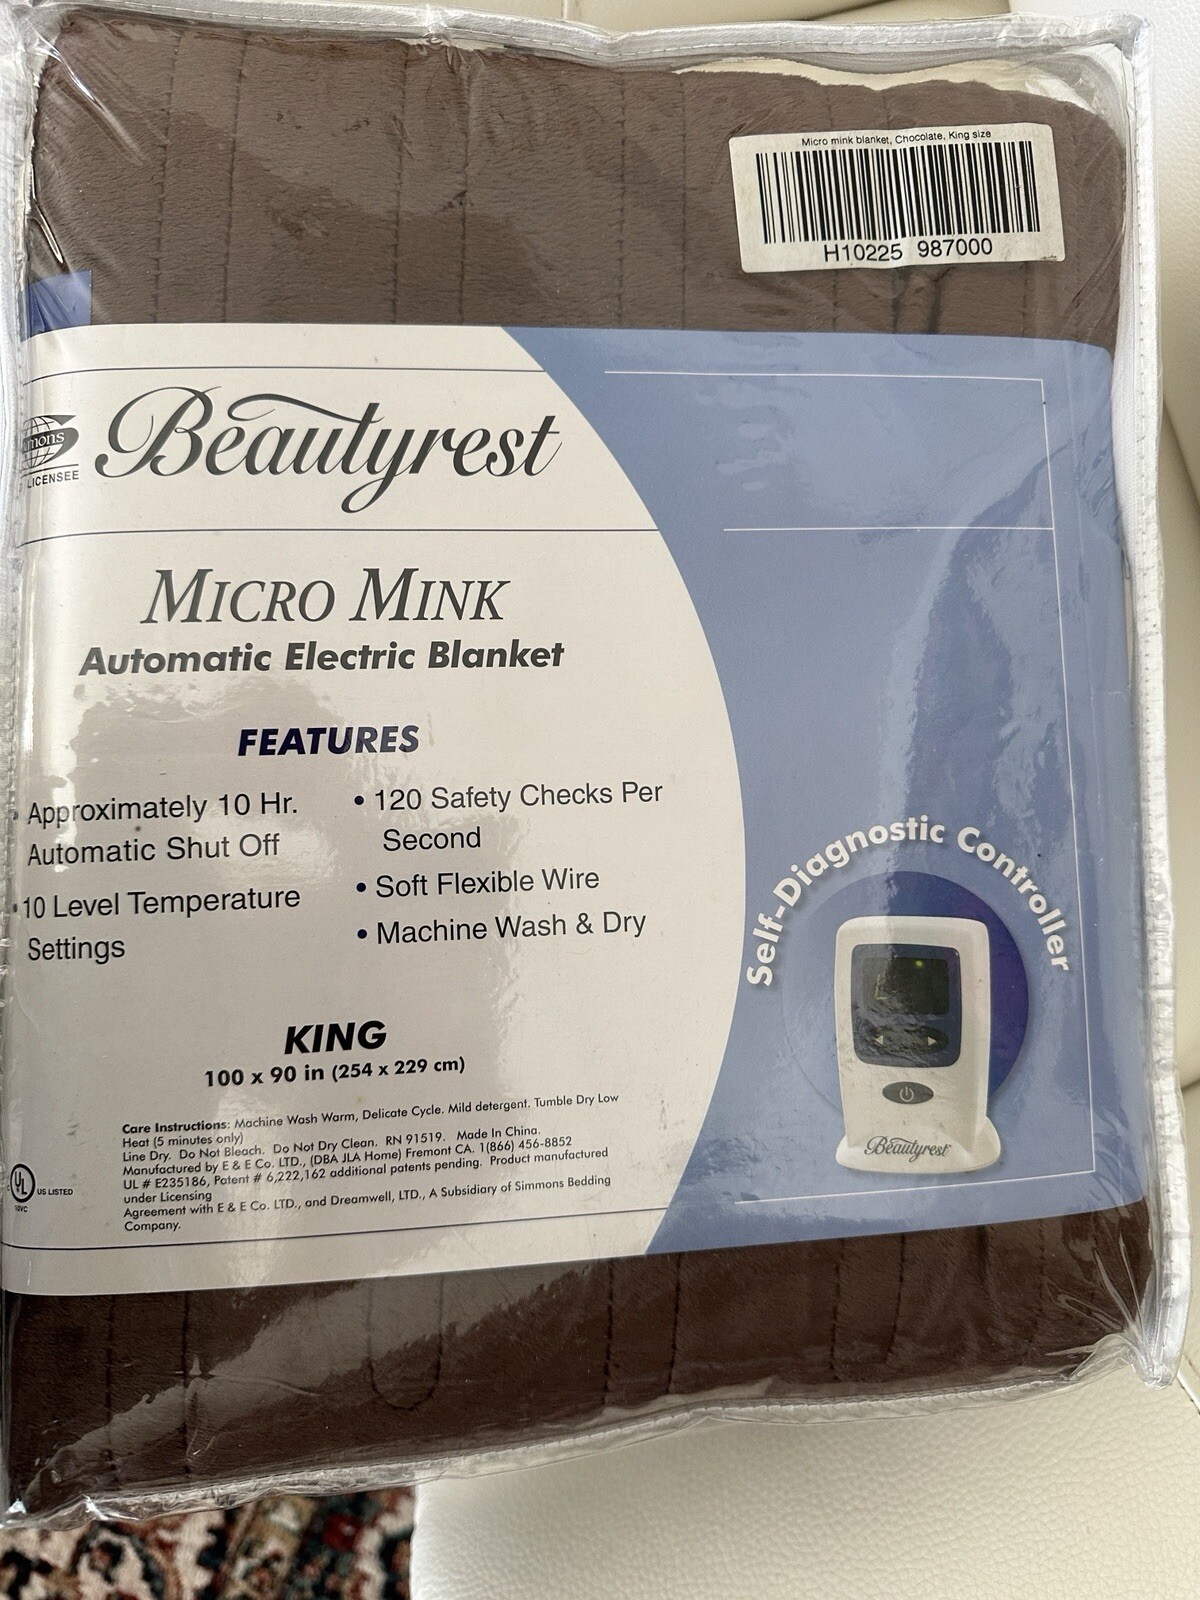 Micro mink blanket, Chocolate, King size
H10225 987000
LICENSEE
Beautyrest
MICRO MINK
Automatic Electric Blanket
FEATURES
Approximately 10 Hr.
Automatic Shut Off
• 10 Level Temperature
Settings
• 120 Safety Checks Per
Second
• Soft Flexible Wire
• Machine Wash & Dry
Self-Diagnostic Controller
KING
100 x 90 in (254 x 229 cm)
Care Instructions: Machine Wash Warm, Delicate Cycle. Mild detergent. Tumble Dry Low
Heat (5 minutes only)
Line Dry. Do Not Bleach. Do Not Dry Clean. RN 91519. Made In China.
Manufactured by E & E Co. LTD., (DBA JLA Home) Fremont CA. 1(866) 456-8852
UL # E235186, Patent # 6,222,162 additional patents pending. Product manufactured
under Licensing
Agreement with E & E Co. LTD., and Dreamwell, LTD., A Subsidiary of Simmons Bedding
Company.
UL US LISTED
Beautyrest